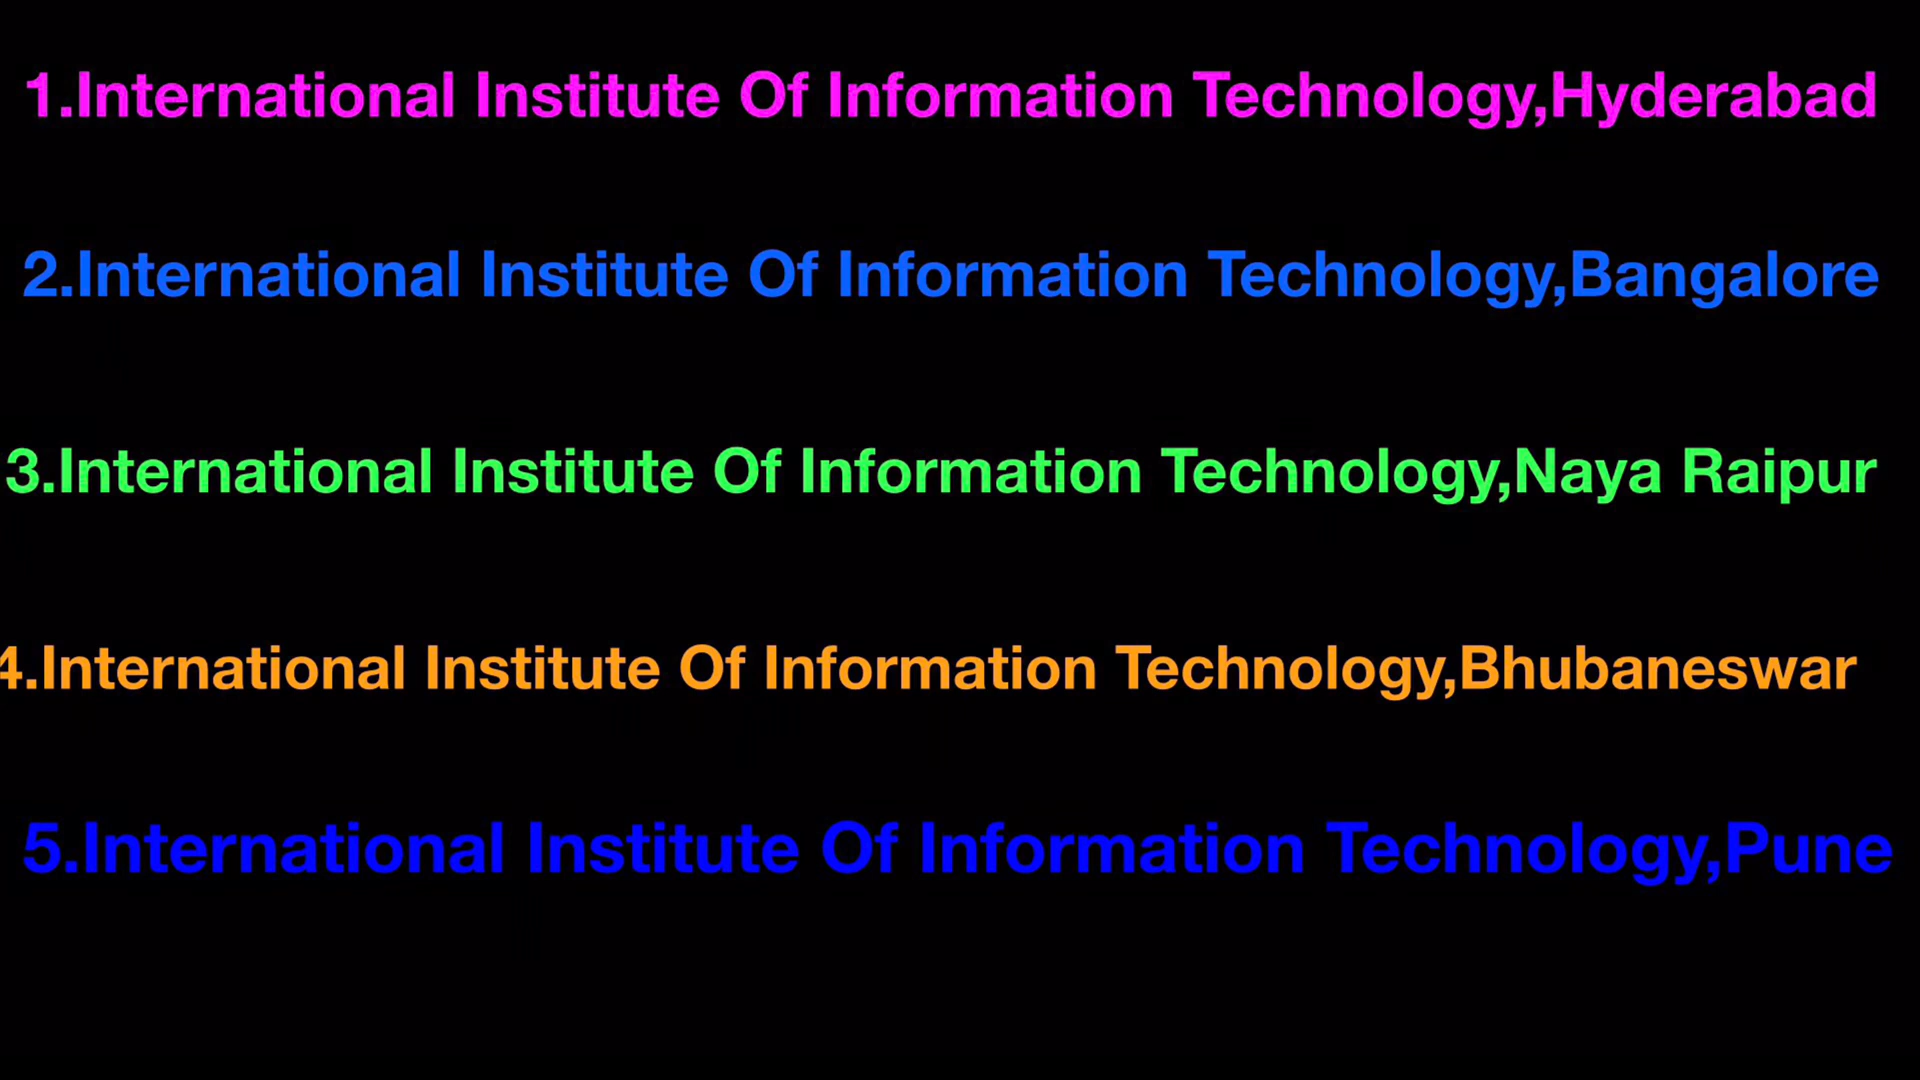 1.International Institute Of Information Technology,Hyderabad
2.International Institute Of Information Technology,Bangalore
3.International Institute Of Information Technology,Naya Raipur
4.International Institute Of Information Technology,Bhubaneswar
5.International Institute Of Information Technology,Pune